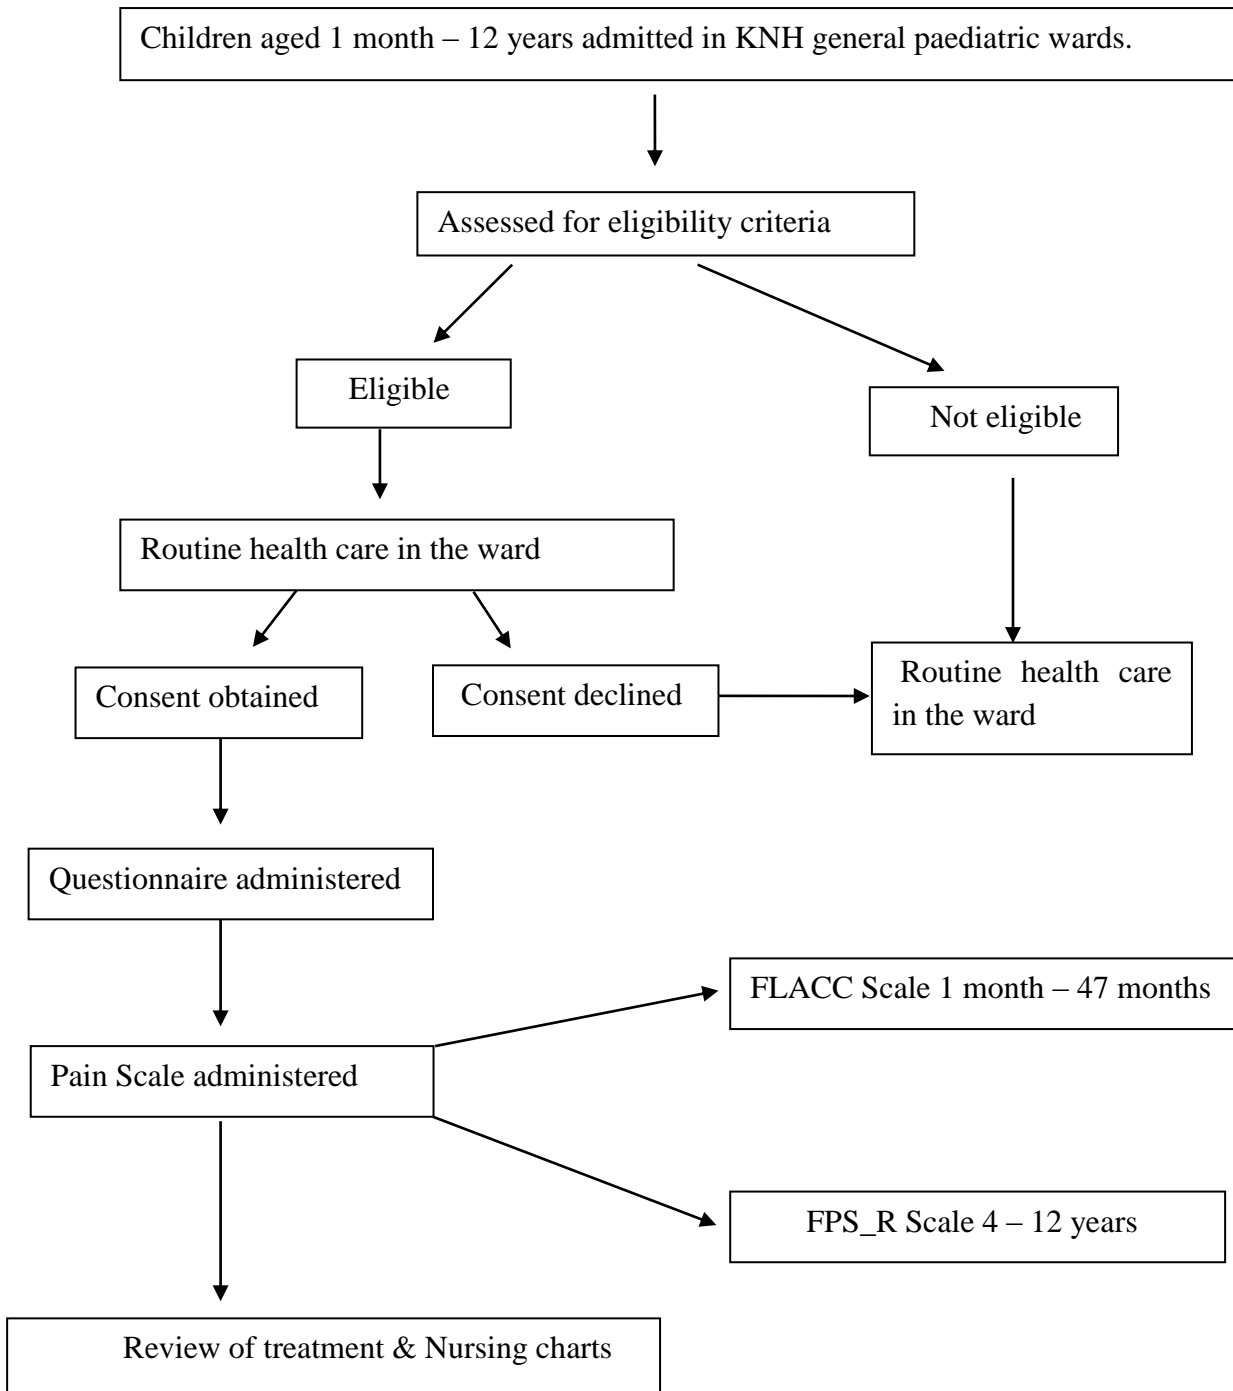 Children aged 1 month – 12 years admitted in KNH general paediatric wards.
Assessed for eligibility criteria
Eligible
Not eligible
Routine health care in the ward
Consent obtained
Consent declined
Routine health care
in the ward
Questionnaire administered
FLACC Scale 1 month – 47 months
Pain Scale administered
FPS_R Scale 4 – 12 years
Review of treatment & Nursing charts